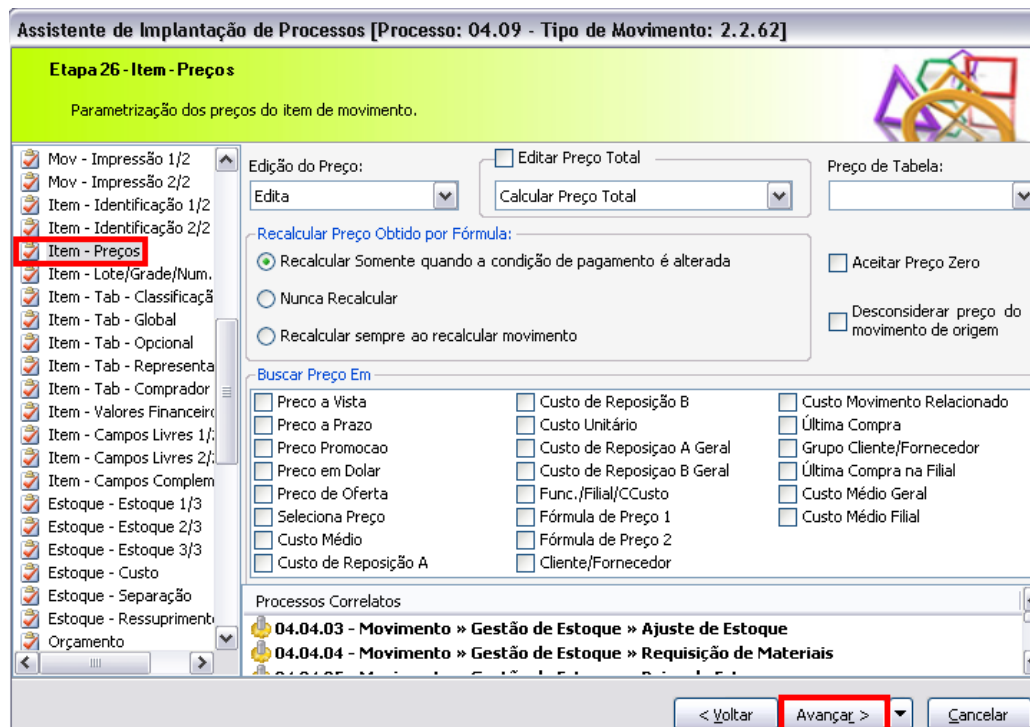 Assistente de Implantação de Processos [Processo: 04.09 - Tipo de Movimento: 2.2.62]
Etapa 26 - Item - Preços
Parametrização dos preços do item de movimento.
Mov - Impressão 1/2
Mov - Impressão 2/2
Item - Identificação 1/2
Item - Identificação 2/2
Item - Preços
Item - Lote/Grade/Num.
Item - Tab - Classificaçã
Item - Tab - Global
Item - Tab - Opcional
Item - Tab - Representa
Item - Tab - Comprador
Item - Valores Financeir
Item - Campos Livres 1/
Item - Campos Livres 2/
Item - Campos Complem
Estoque - Estoque 1/3
Estoque - Estoque 2/3
Estoque - Estoque 3/3
Estoque - Custo
Estoque - Separação
Estoque - Ressupriment
Orçamento
Edição do Preço:
Edita
Editar Preço Total
Calcular Preço Total
Preço de Tabela:
Recalcular Preço Obtido por Fórmula:
Recalcular Somente quando a condição de pagamento é alterada
Nunca Recalcular
Recalcular sempre ao recalcular movimento
Aceitar Preço Zero
Desconsiderar preço do
movimento de origem
Buscar Preço Em
Preco a Vista
Preco a Prazo
Preco Promocao
Preco em Dolar
Preco de Oferta
Seleciona Preço
Custo Médio
Custo de Reposição A
Custo de Reposição B
Custo Unitário
Custo de Reposiçao A Geral
Custo de Reposiçao B Geral
Func./Filial/CCusto
Fórmula de Preço 1
Fórmula de Preço 2
Cliente/Fornecedor
Custo Movimento Relacionado
Última Compra
Grupo Cliente/Fornecedor
Última Compra na Filial
Custo Médio Geral
Custo Médio Filial
Processos Correlatos
04.04.03 - Movimento » Gestão de Estoque » Ajuste de Estoque
04.04.04 - Movimento » Gestão de Estoque » Requisição de Materiais
< Voltar
Avançar >
Cancelar